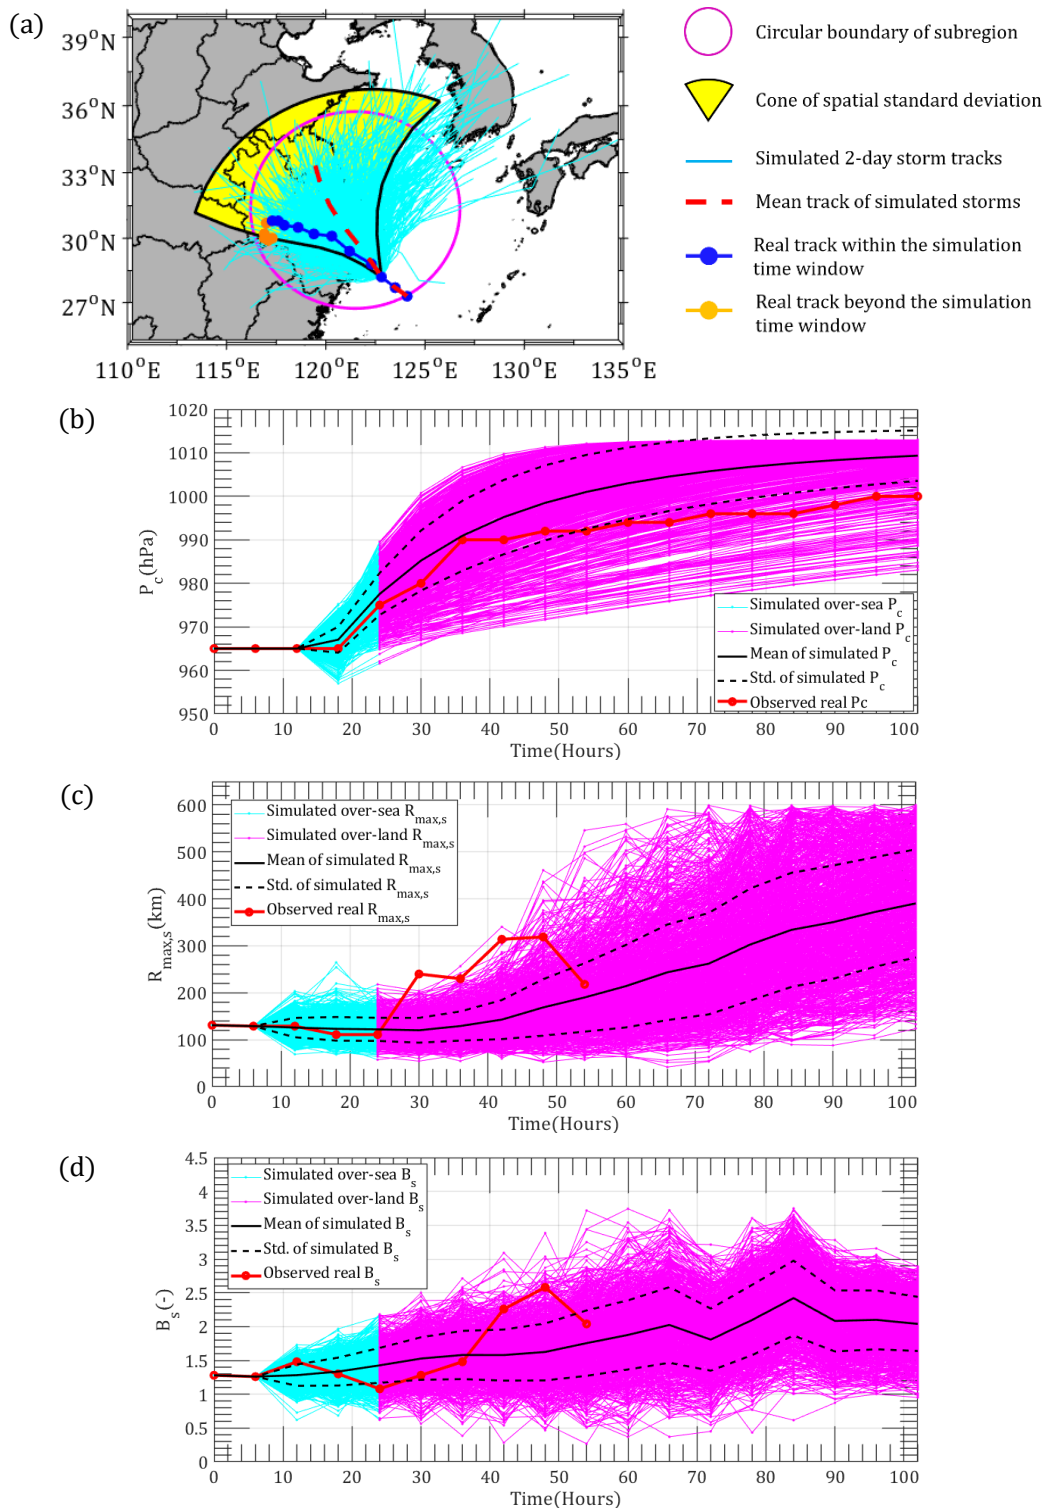 (a)
39°N
36°N
33°N
30°N
27°N
110°E
115°E
120°E
125°E
130°E
135°E
Circular boundary of subregion
Cone of spatial standard deviation
Simulated 2-day storm tracks
Mean track of simulated storms
Real track within the simulation
time window
Real track beyond the simulation
time window
(b)
1020
1010
1000
990
980
970
960
950
P_c(hPa)
Simulated over-sea P_c
Simulated over-land P_c
Mean of simulated P_c
Std. of simulated P_c
Observed real Pc
0 10 20 30 40 50 60 70 80 90 100
Time(Hours)
(c)
600
500
400
300
200
100
0
R_max,s(km)
Simulated over-sea R_max,s
Simulated over-land R_max,s
Mean of simulated R_max,s
Std. of simulated R_max,s
Observed real R_max,s
0 10 20 30 40 50 60 70 80 90 100
Time(Hours)
(d)
4.5
4
3.5
3
2.5
2
1.5
1
0.5
0
B_s(-)
Simulated over-sea B_s
Simulated over-land B_s
Mean of simulated B_s
Std. of simulated B_s
Observed real B_s
0 10 20 30 40 50 60 70 80 90 100
Time(Hours)